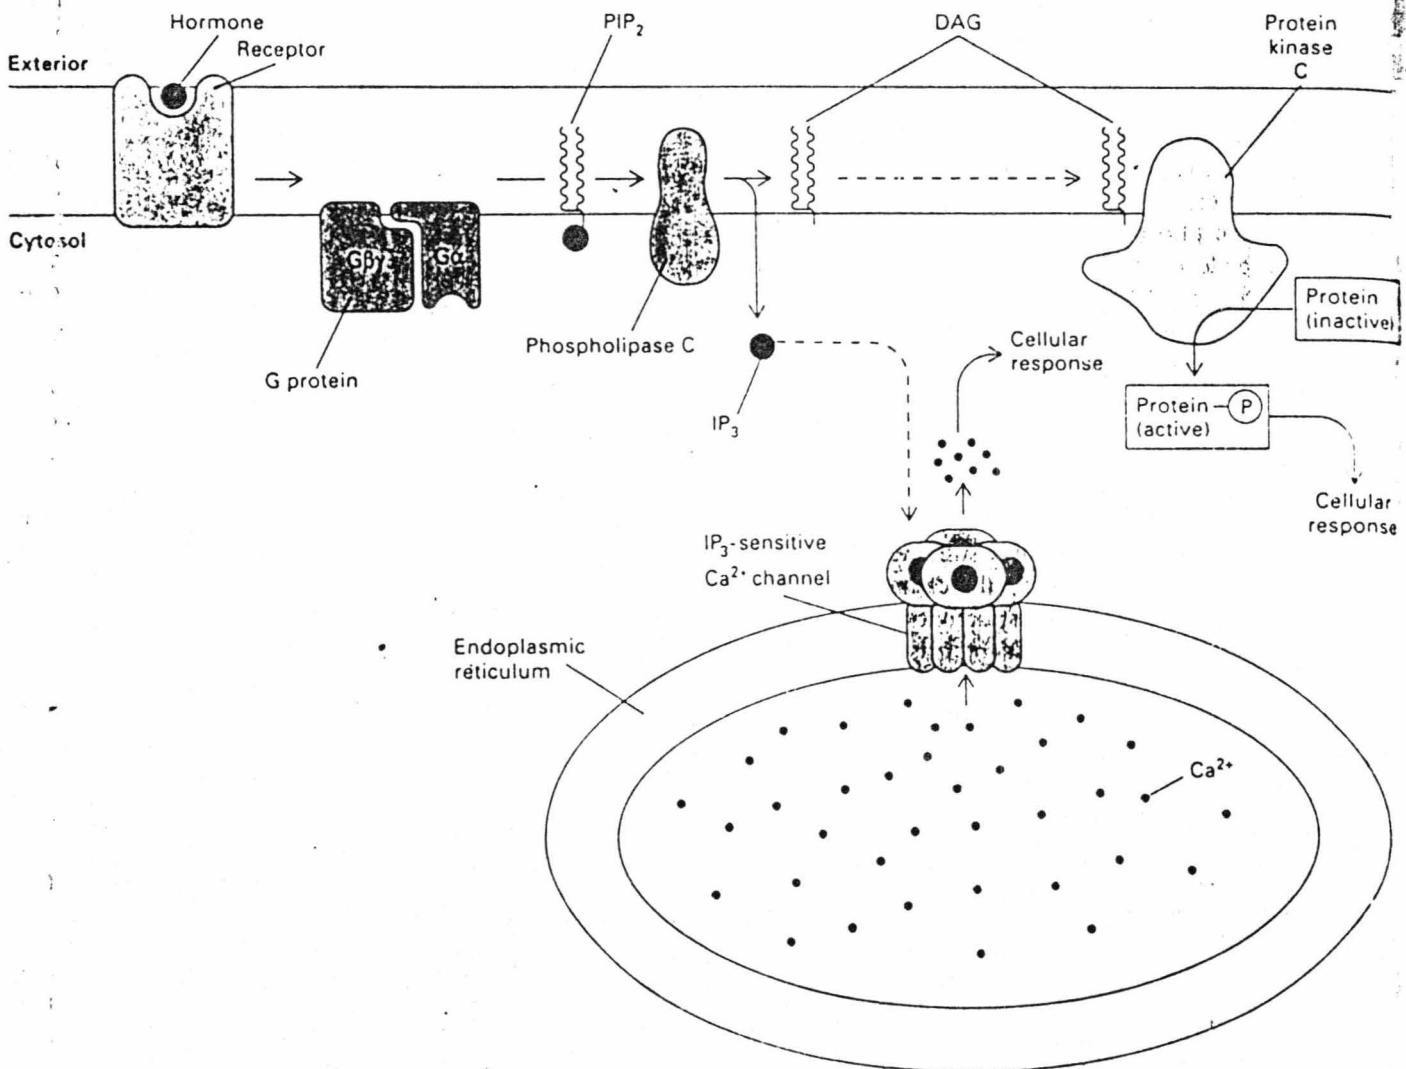 Hormone
Receptor
PIP₂
DAG
Protein
kinase
C
Exterior
Cytosol
Gβγ
Gα
G protein
Phospholipase C
IP₃
Cellular
response
Protein
(inactive)
Protein – P
(active)
Cellular
response
IP₃-sensitive
Ca²⁺ channel
Endoplasmic
reticulum
Ca²⁺